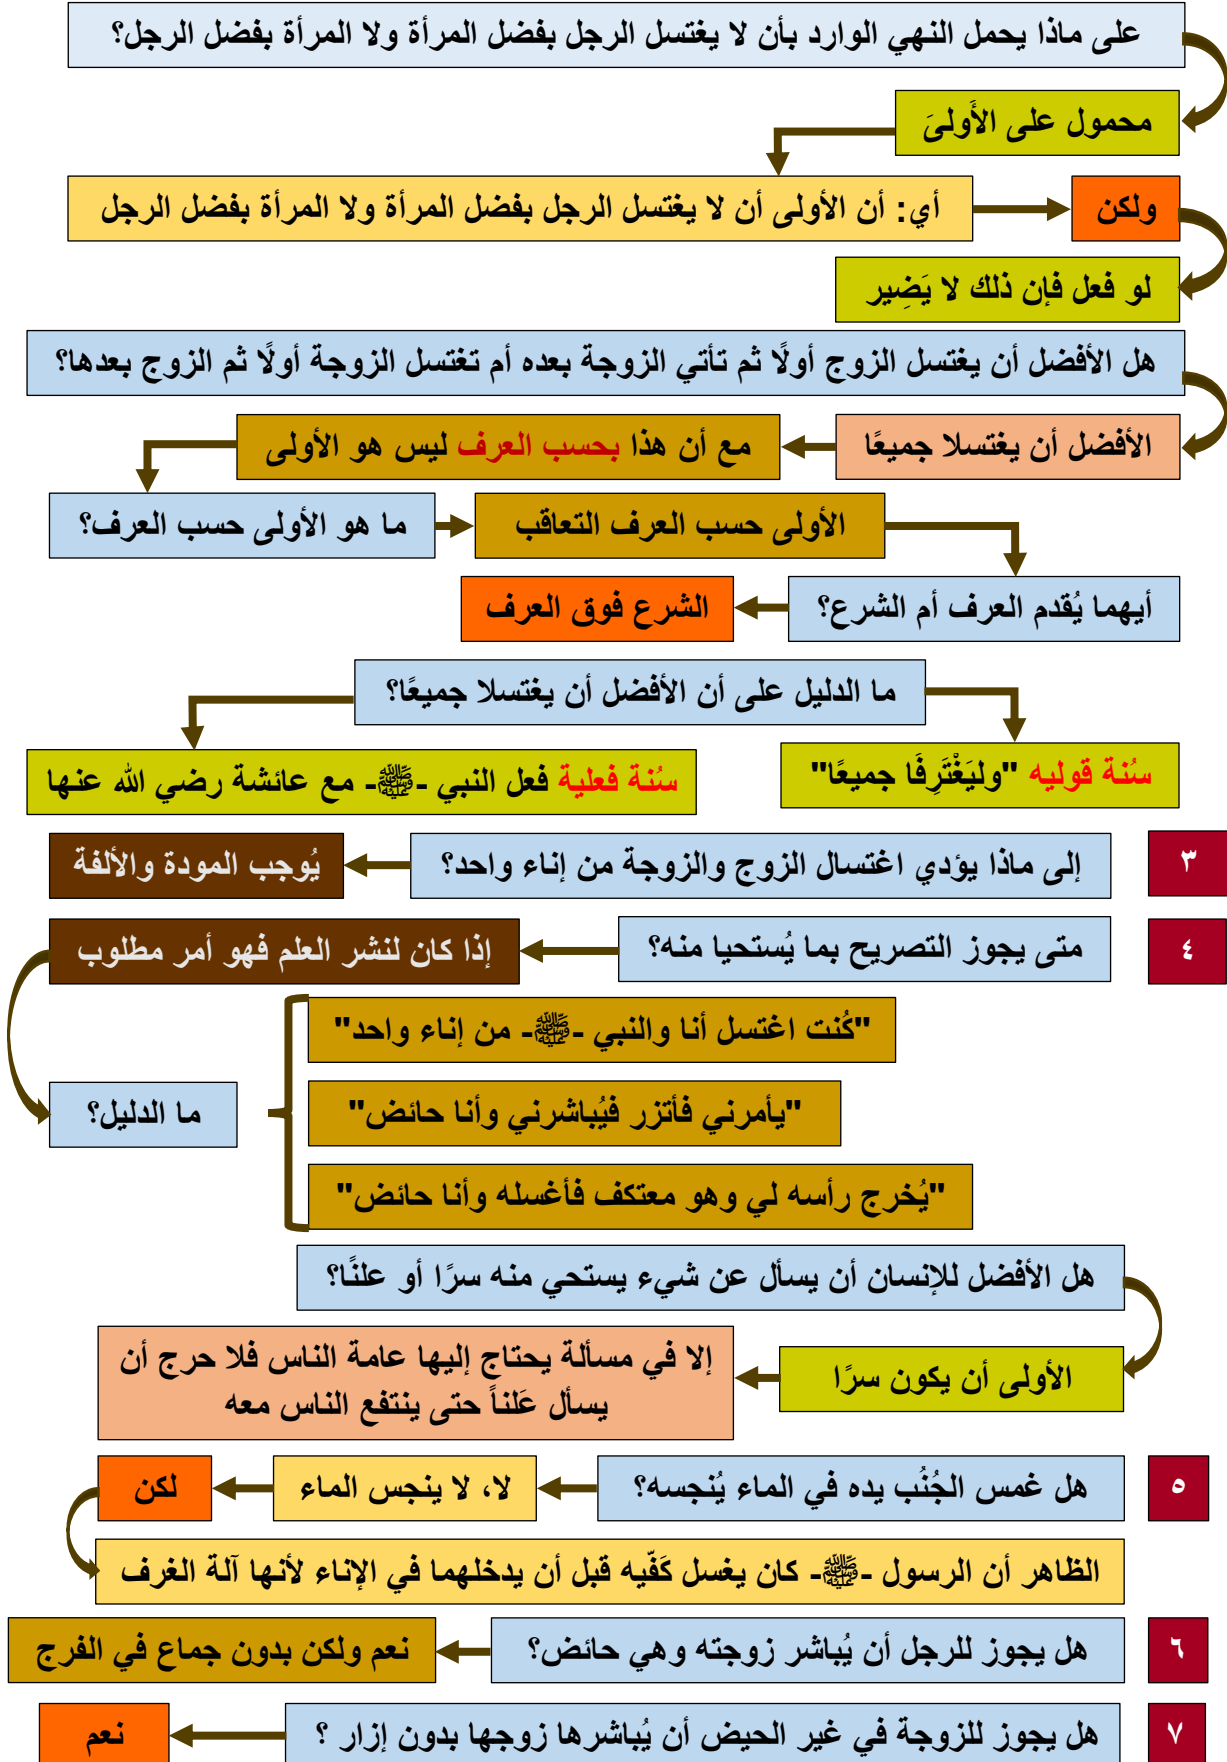 على ماذا يحمل النهي الوارد بأن لا يغتسل الرجل بفضل المرأة ولا المرأة بفضل الرجل؟
محمول على الأَولىَ
أي: أن الأولى أن لا يغتسل الرجل بفضل المرأة ولا المرأة بفضل الرجل
ولكن
لو فعل فإن ذلك لا يَضِير
هل الأفضل أن يغتسل الزوج أولًا ثم تأتي الزوجة بعده أم تغتسل الزوجة أولًا ثم الزوج بعدها؟
الأفضل أن يغتسلا جميعًا
مع أن هذا بحسب العرف ليس هو الأولى
ما هو الأولى حسب العرف؟
الأولى حسب العرف التعاقب
أيهما يُقدم العرف أم الشرع؟
الشرع فوق العرف
ما الدليل على أن الأفضل أن يغتسلا جميعًا؟
سُنة قوليه "وليَغْتَرِفَا جميعًا"
سُنة فعلية فعل النبي -ﷺ- مع عائشة رضي الله عنها
٣
إلى ماذا يؤدي اغتسال الزوج والزوجة من إناء واحد؟
يُوجب المودة والألفة
٤
متى يجوز التصريح بما يُستحيا منه؟
إذا كان لنشر العلم فهو أمر مطلوب
ما الدليل؟
"كُنت اغتسل أنا والنبي -ﷺ- من إناء واحد"
"يأمرني فأتزر فيُباشرني وأنا حائض"
"يُخرج رأسه لي وهو معتكف فأغسله وأنا حائض"
هل الأفضل للإنسان أن يسأل عن شيء يستحي منه سرًا أو علنًا؟
الأولى أن يكون سرًا
إلا في مسألة يحتاج إليها عامة الناس فلا حرج أن
يسأل عَلناً حتى ينتفع الناس معه
٥
هل غمس الجُنُب يده في الماء يُنجسه؟
لا، لا ينجس الماء
لكن
الظاهر أن الرسول -ﷺ- كان يغسل كَفّيه قبل أن يدخلهما في الإناء لأنها آلة الغرف
٦
هل يجوز للرجل أن يُباشر زوجته وهي حائض؟
نعم ولكن بدون جماع في الفرج
٧
هل يجوز للزوجة في غير الحيض أن يُباشرها زوجها بدون إزار ؟
نعم